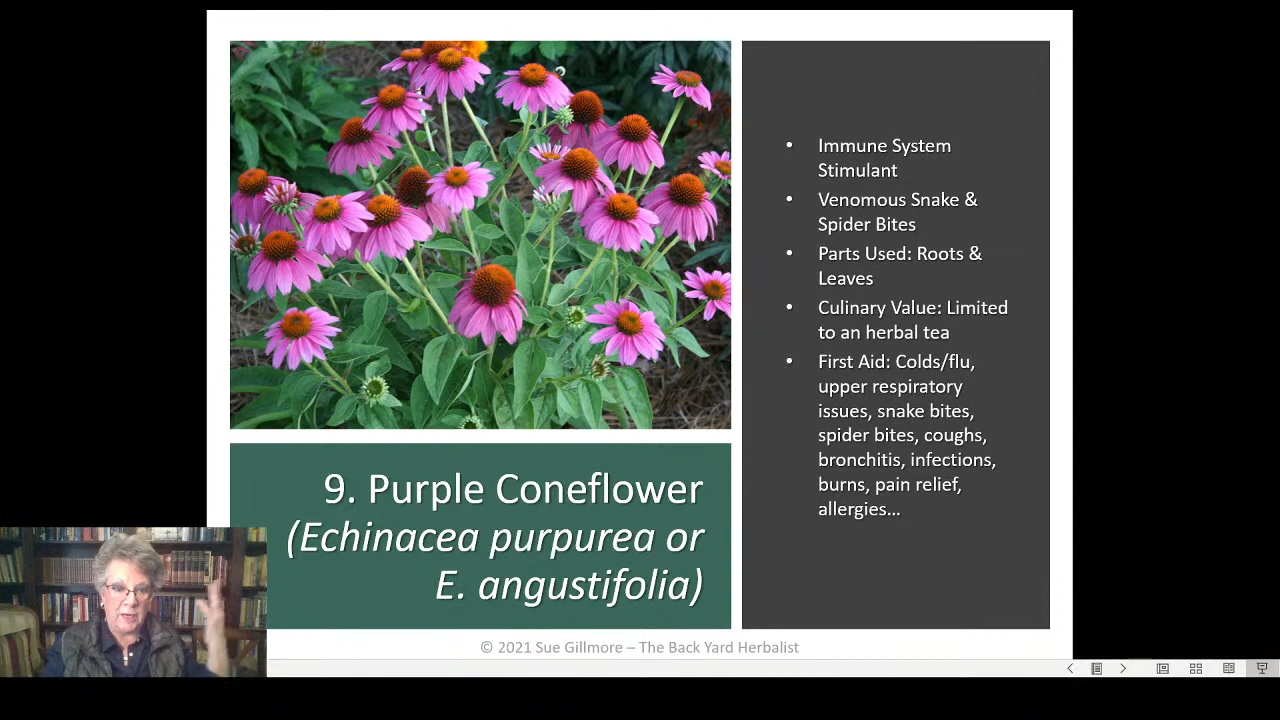 • Immune System
Stimulant
• Venomous Snake &
Spider Bites
• Parts Used: Roots &
Leaves
• Culinary Value: Limited
to an herbal tea
• First Aid: Colds/flu,
upper respiratory
issues, snake bites,
spider bites, coughs,
bronchitis, infections,
burns, pain relief,
allergies…
9. Purple Coneflower
(Echinacea purpurea or
E. angustifolia)
© 2021 Sue Gillmore – The Back Yard Herbalist